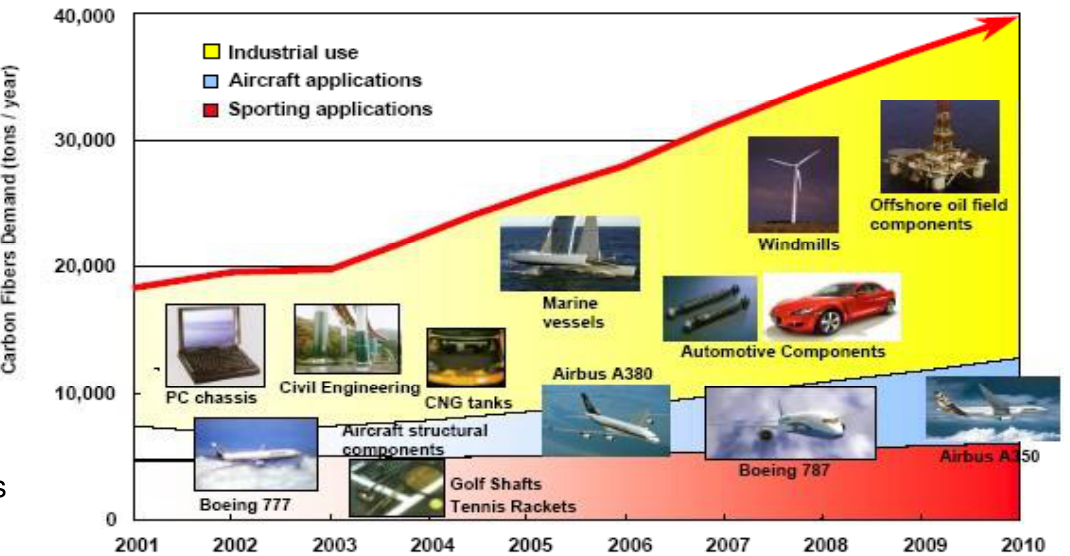 Carbon Fibers Demand (tons / year)
40,000
30,000
20,000
10,000
0
Industrial use
Aircraft applications
Sporting applications
Offshore oil field
components
Windmills
Marine
vessels
Automotive Components
PC chassis
Civil Engineering
CNG tanks
Airbus A380
Aircraft structural
components
Boeing 777
Golf Shafts
Tennis Rackets
Boeing 787
Airbus A350
s
2001 2002 2003 2004 2005 2006 2007 2008 2009 2010